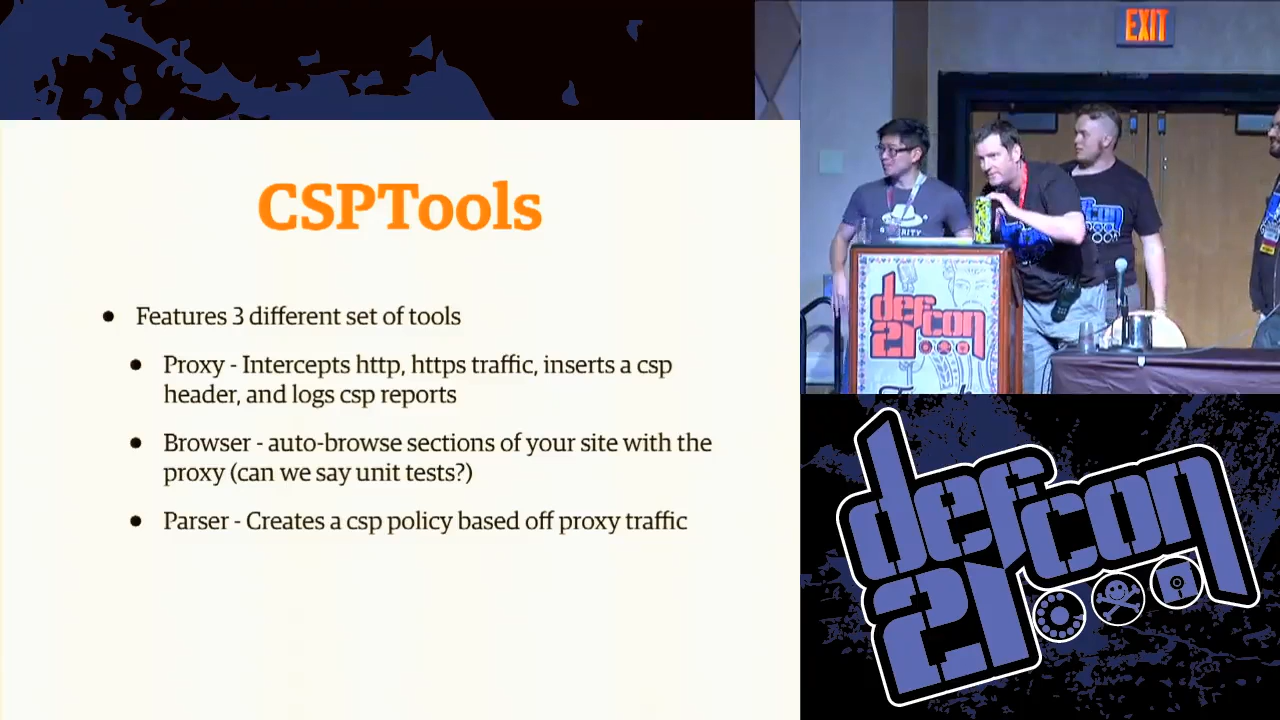 EXIT
CSPTools
Features 3 different set of tools
Proxy - Intercepts http, https traffic, inserts a csp
header, and logs csp reports
Browser - auto-browse sections of your site with the
proxy (can we say unit tests?)
Parser - Creates a csp policy based off proxy traffic
defcon
defcon
21
defcon
21